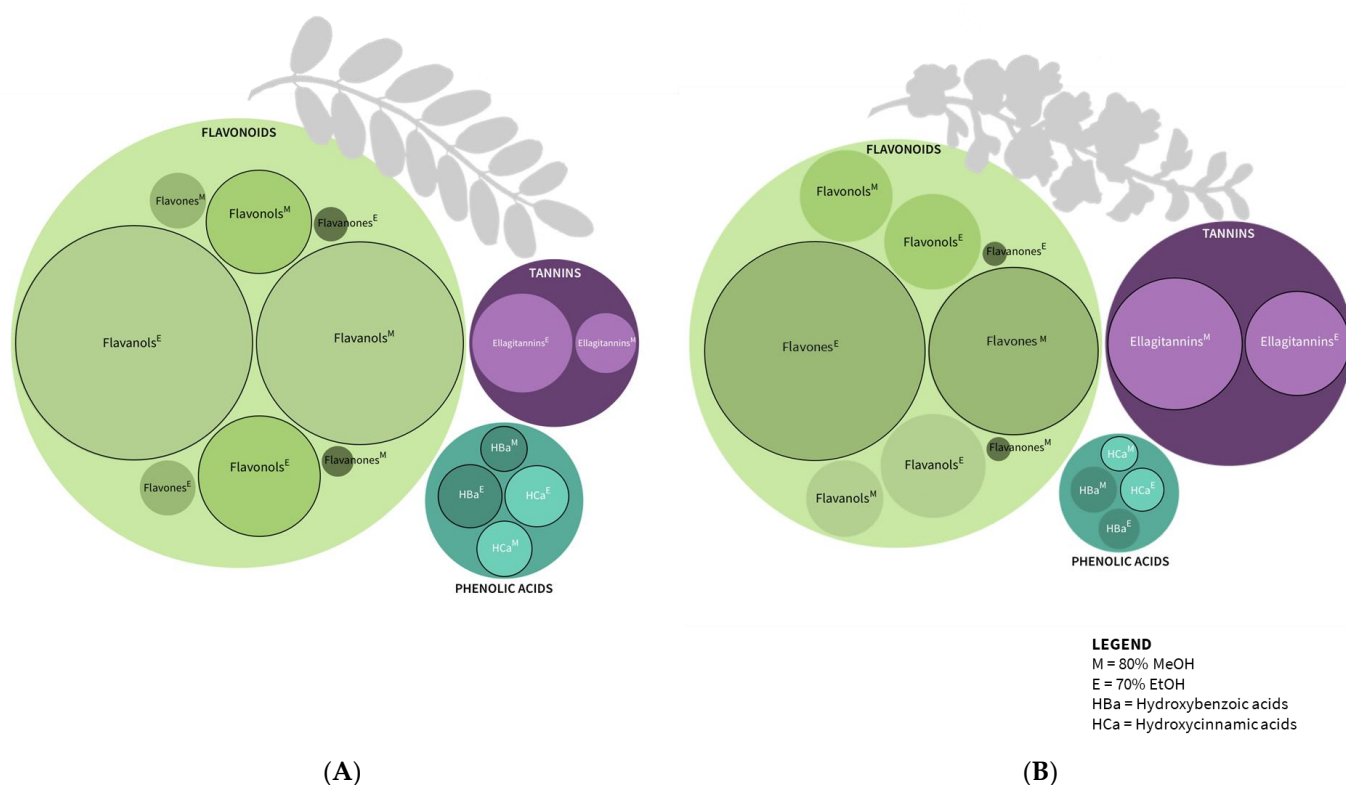 FLAVONOIDS
Flavones^M
Flavonols^M
Flavanones^E
Flavanols^E
Flavanols^M
Flavones^E
Flavonols^E
Flavanones^M
TANNINS
Ellagitannins^E
Ellagitannins^M
HBa^M
HBa^E
HCa^E
HCa^M
PHENOLIC ACIDS
(A)
FLAVONOIDS
Flavonols^M
Flavonols^E
Flavanones^E
Flavones^E
Flavones^M
Flavanols^E
Flavanones^M
Flavanols^M
TANNINS
Ellagitannins^M
Ellagitannins^E
HCa^M
HBa^M
HCa^E
HBa^E
PHENOLIC ACIDS
LEGEND
M = 80% MeOH
E = 70% EtOH
HBa = Hydroxybenzoic acids
HCa = Hydroxycinnamic acids
(B)